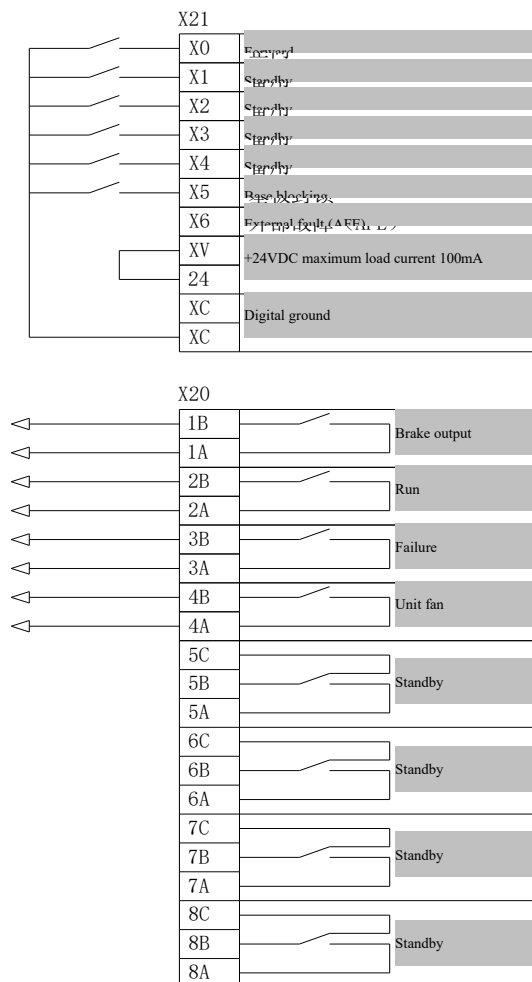 X21
X0 Forward
X1 Standby
X2 Standby
X3 Standby
X4 Standby
X5 Base blocking
X6 External fault (AFE)
XV +24VDC maximum load current 100mA
24
XC Digital ground
XC
X20
1B Brake output
1A
2B Run
2A
3B Failure
3A
4B Unit fan
4A
5C
5B Standby
5A
6C
6B Standby
6A
7C
7B Standby
7A
8C
8B Standby
8A